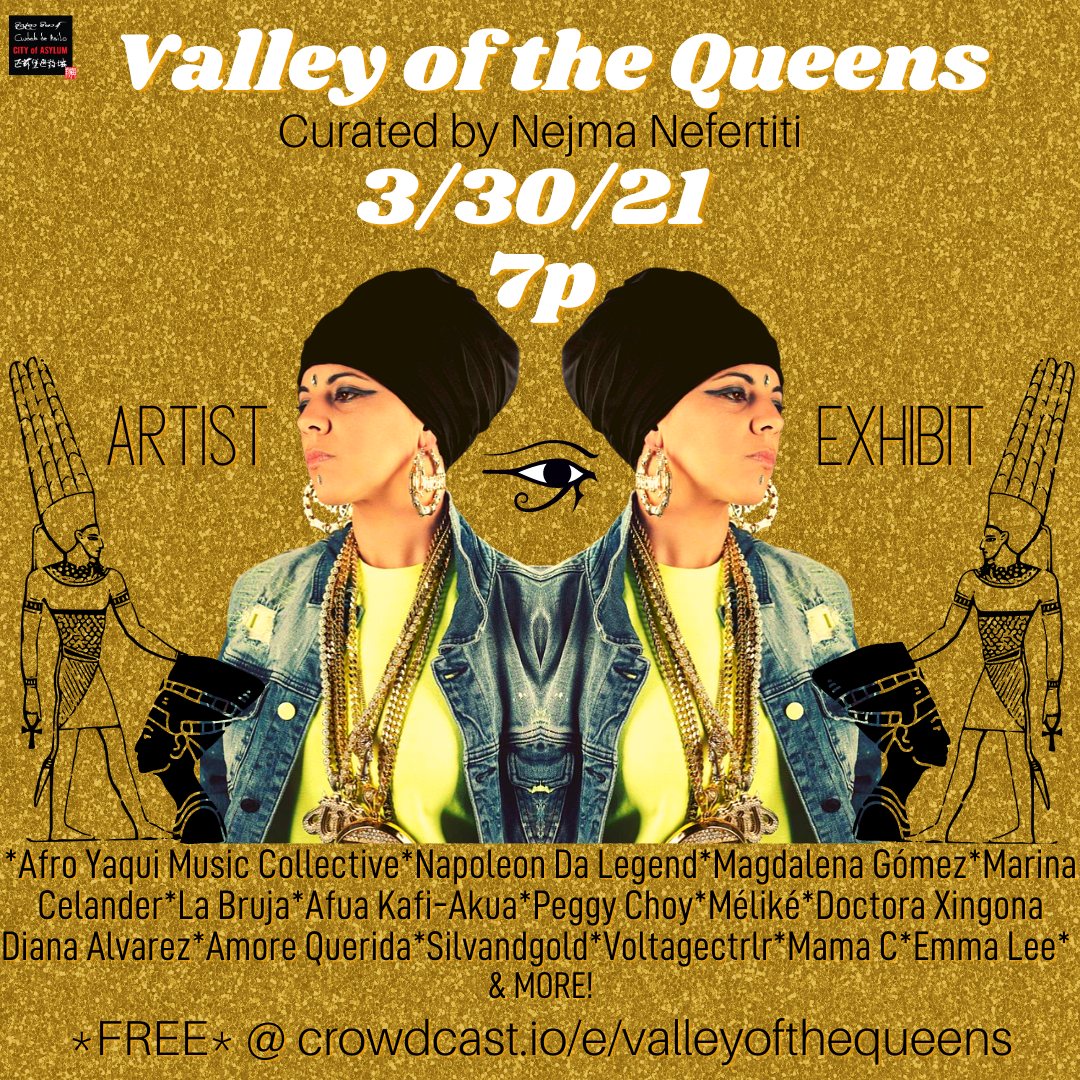 CITY of ASYLUM
Valley of the Queens
Curated by Nejma Nefertiti
3/30/21
7p
ARTIST
EXHIBIT
*Afro Yaqui Music Collective*Napoleon Da Legend*Magdalena Gómez*Marina
Celander*La Bruja*Afua Kafi-Akua*Peggy Choy*Méliké*Doctora Xingona
Diana Alvarez*Amore Querida*Silvandgold*Voltagectrlr*Mama C*Emma Lee*
& MORE!
*FREE* @ crowdcast.io/e/valleyofthequeens